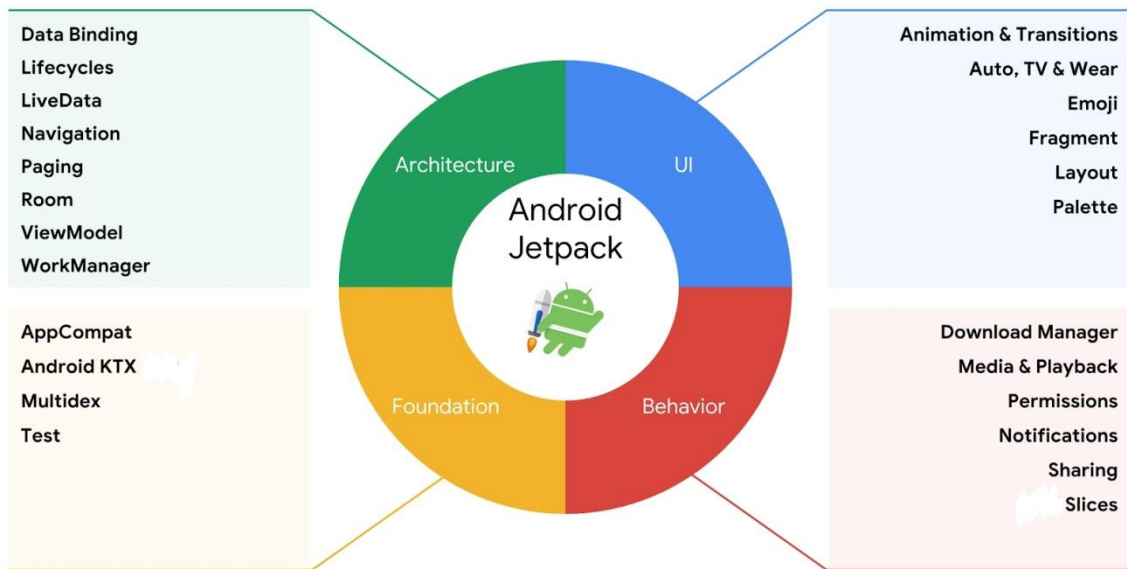 Data Binding
Lifecycles
LiveData
Navigation
Paging
Room
ViewModel
WorkManager
Animation & Transitions
Auto, TV & Wear
Emoji
Fragment
Layout
Palette
Architecture
UI
Android
Jetpack
Foundation
Behavior
AppCompat
Android KTX
Multidex
Test
Download Manager
Media & Playback
Permissions
Notifications
Sharing
Slices